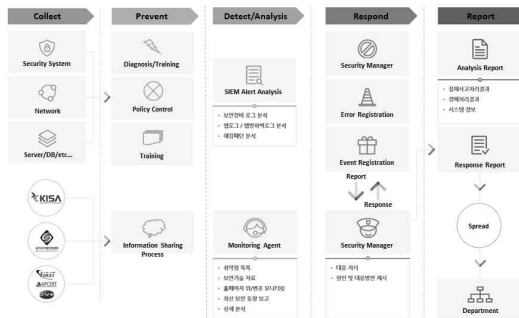 Collect
Prevent
Detect/Analysis
Respond
Report
Security System
Network
Server/DB/etc...
KISA
FIRST
APCERT
Diagnosis/Training
Policy Control
Training
Information Sharing
Process
SIEM Alert Analysis
• 보안장비 로그 분석
• 웹로그 / 웹방화벽로그 분석
• 해킹패턴 분석
Monitoring Agent
• 취약점 목록
• 보안기술 자료
• 홈페이지 위/변조 모니터링
• 최신 보안 동향 보고
• 상세 분석
Security Manager
Error Registration
Event Registration
Report
Response
Security Manager
• 대응 지시
• 원인 및 대응방안 제시
Analysis Report
• 침해사고처리결과
• 장애처리결과
• 시스템 정보
Response Report
Spread
Department